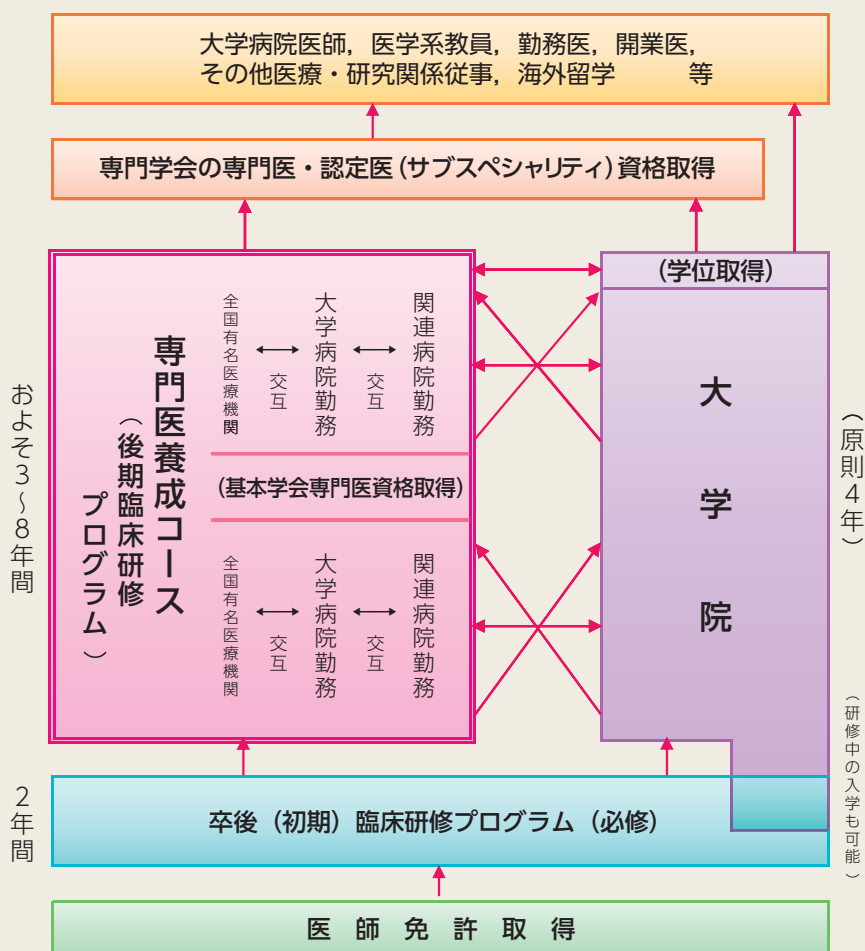 大学病院医師，医学系教員，勤務医，開業医，
その他医療・研究関係従事，海外留学　　等
専門学会の専門医・認定医（サブスペシャリティ）資格取得
およそ3〜8年間
専門医養成コース
（後期臨床研修
プログラム）
全国有名医療機関
交互
大学病院勤務
交互
関連病院勤務
（基本学会専門医資格取得）
全国有名医療機関
交互
大学病院勤務
交互
関連病院勤務
（学位取得）
大学院
（原則4年）
（研修中の入学も可能）
2年間
卒後（初期）臨床研修プログラム（必修）
医師免許取得